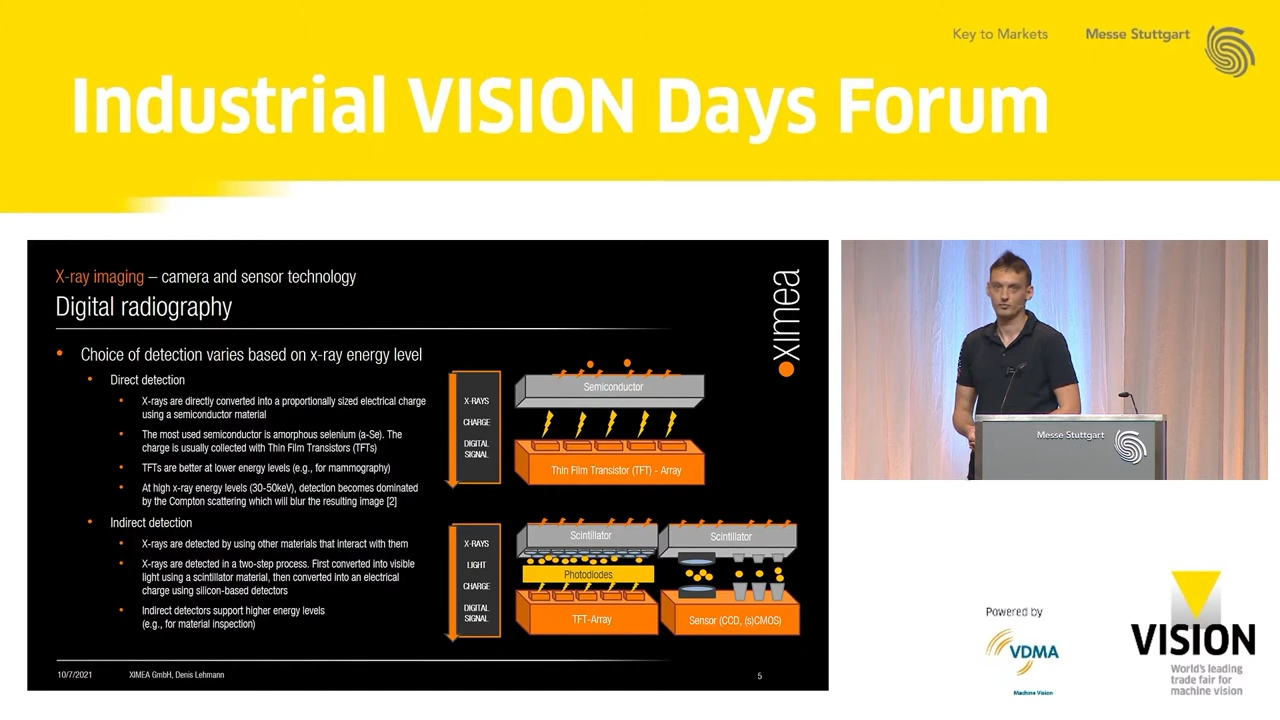 Key to Markets
Messe Stuttgart
Industrial VISION Days Forum
X-ray imaging – camera and sensor technology
Digital radiography
ximea
• Choice of detection varies based on x-ray energy level
• Direct detection
• X-rays are directly converted into a proportionally sized electrical charge
using a semiconductor material
• The most used semiconductor is amorphous selenium (a-Se). The
charge is usually collected with Thin Film Transistors (TFTs)
• TFTs are better at lower energy levels (e.g., for mammography)
• At high x-ray energy levels (30-50keV), detection becomes dominated
by the Compton scattering which will blur the resulting image [2]
• Indirect detection
• X-rays are detected by using other materials that interact with them
• X-rays are detected in a two-step process. First converted into visible
light using a scintillator material, then converted into an electrical
charge using silicon-based detectors
• Indirect detectors support higher energy levels
(e.g., for material inspection)
X-RAYS
CHARGE
DIGITAL
SIGNAL
Semiconductor
Thin Film Transistor (TFT) - Array
X-RAYS
LIGHT
CHARGE
DIGITAL
SIGNAL
Scintillator
Photodiodes
TFT-Array
Scintillator
Sensor (CCD, (s)CMOS)
10/7/2021
XIMEA GmbH, Denis Lehmann
5
Messe Stuttgart
Powered by
VDMA
Machine Vision
VISION
World's leading
trade fair for
machine vision